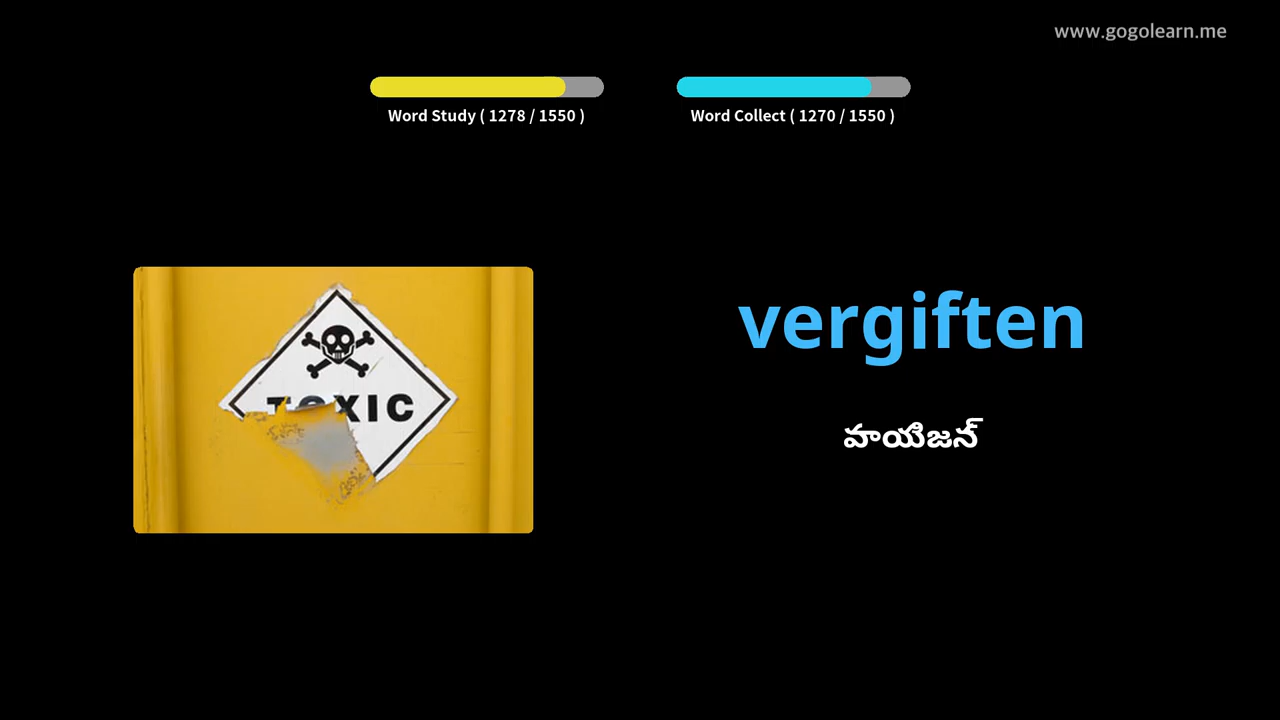 www.gogolearn.me
Word Study ( 1278 / 1550 )
Word Collect ( 1270 / 1550 )
TOXIC
vergiften
వాయిజన్